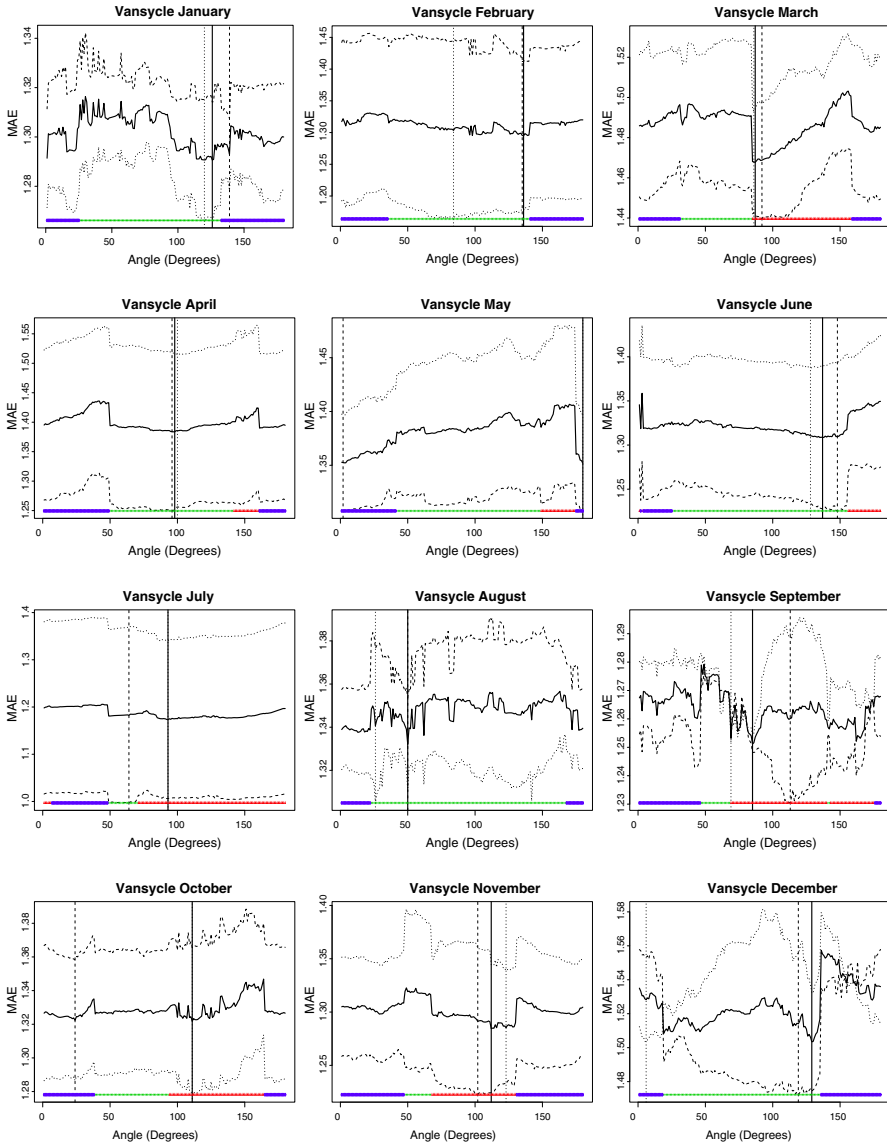 Vansycle January
MAE
1.28 1.30 1.32 1.34
0 50 100 150
Angle (Degrees)
Vansycle February
MAE
1.20 1.25 1.30 1.35 1.40 1.45
0 50 100 150
Angle (Degrees)
Vansycle March
MAE
1.44 1.46 1.48 1.50 1.52
0 50 100 150
Angle (Degrees)
Vansycle April
MAE
1.25 1.30 1.35 1.40 1.45 1.50 1.55
0 50 100 150
Angle (Degrees)
Vansycle May
MAE
1.35 1.40 1.45
0 50 100 150
Angle (Degrees)
Vansycle June
MAE
1.25 1.30 1.35 1.40
0 50 100 150
Angle (Degrees)
Vansycle July
MAE
1.0 1.1 1.2 1.3 1.4
0 50 100 150
Angle (Degrees)
Vansycle August
MAE
1.32 1.34 1.36 1.38
0 50 100 150
Angle (Degrees)
Vansycle September
MAE
1.23 1.24 1.25 1.26 1.27 1.28 1.29
0 50 100 150
Angle (Degrees)
Vansycle October
MAE
1.28 1.30 1.32 1.34 1.36 1.38
0 50 100 150
Angle (Degrees)
Vansycle November
MAE
1.25 1.30 1.35 1.40
0 50 100 150
Angle (Degrees)
Vansycle December
MAE
1.48 1.50 1.52 1.54 1.56 1.58
0 50 100 150
Angle (Degrees)